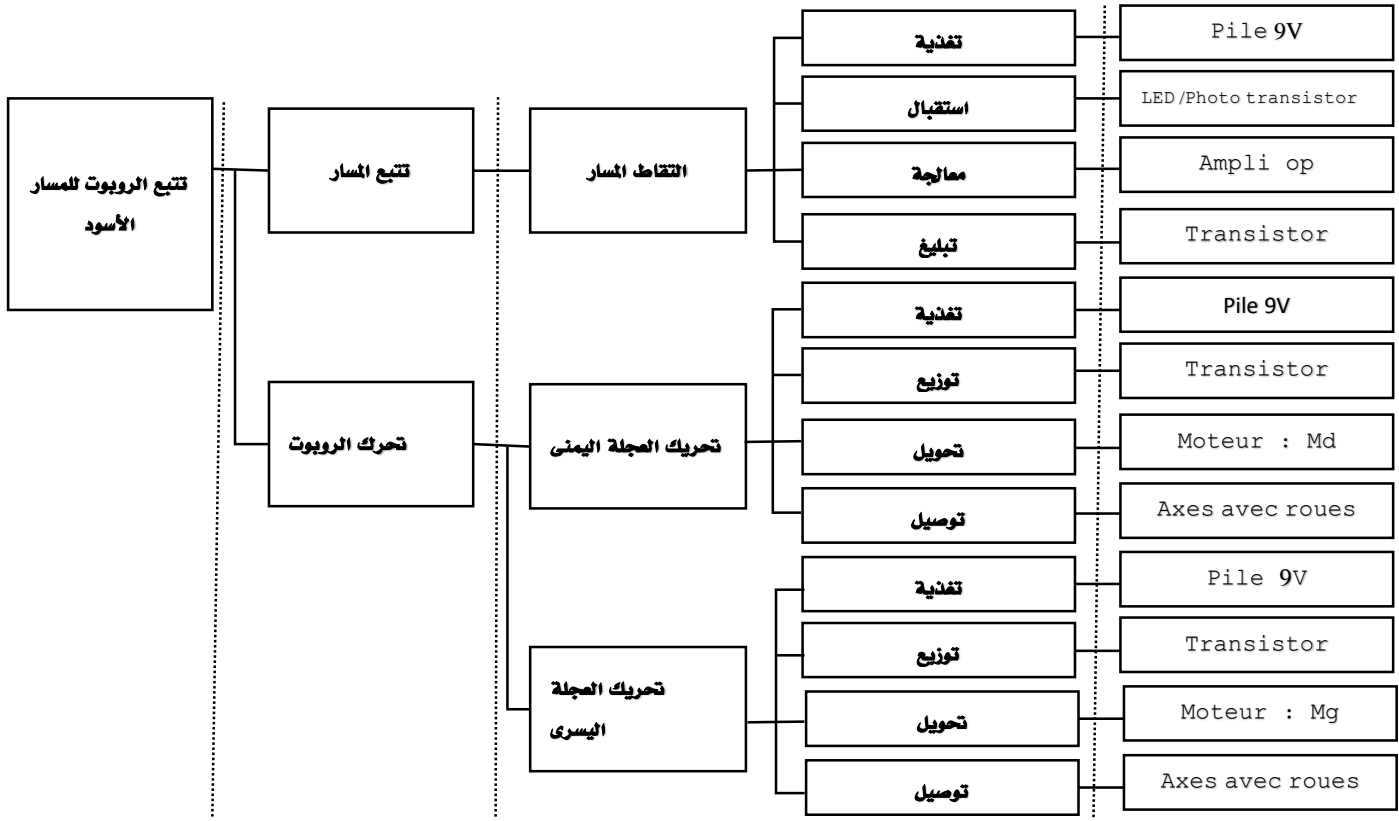 تتبع الروبوت للمسار
الأسود
تتبع المسار
التقاط المسار
تغذية
Pile 9V
استقبال
LED/Photo transistor
معالجة
Ampli op
تبليغ
Transistor
تحرك الروبوت
تحريك العجلة اليمنى
تغذية
Pile 9V
توزيع
Transistor
تحويل
Moteur : Md
توصيل
Axes avec roues
تحريك العجلة
اليسرى
تغذية
Pile 9V
توزيع
Transistor
تحويل
Moteur : Mg
توصيل
Axes avec roues